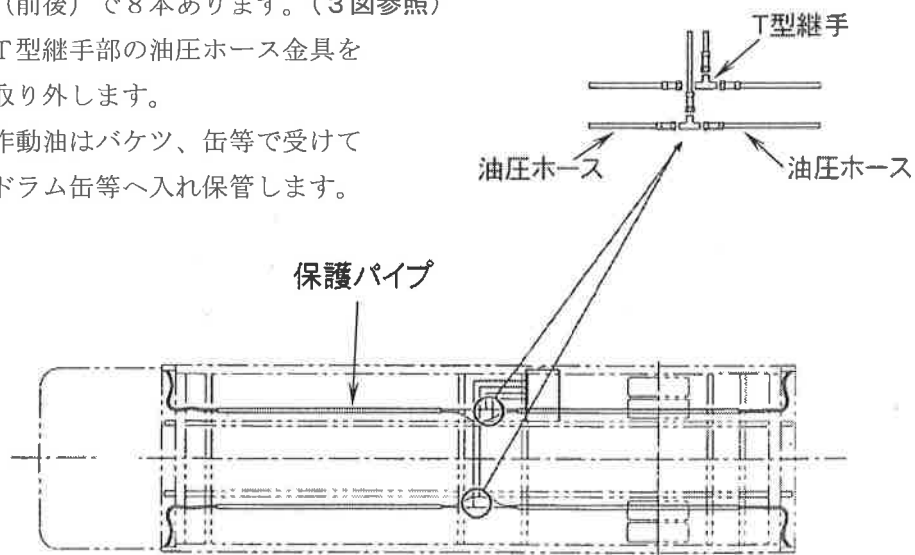 （前後）で８本あります。（３図参照）
Ｔ型継手部の油圧ホース金具を
取り外します。
作動油はバケツ、缶等で受けて
ドラム缶等へ入れ保管します。
T型継手
油圧ホース
油圧ホース
保護パイプ